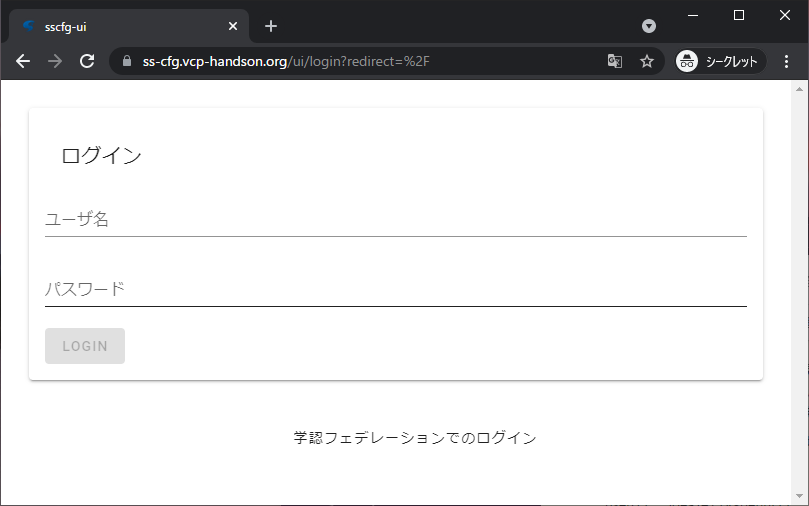 sscfg-ui
ss-cfg.vcp-handson.org/ui/login?redirect=%2F
シークレット
ログイン
ユーザ名
パスワード
LOGIN
学認フェデレーションでのログイン